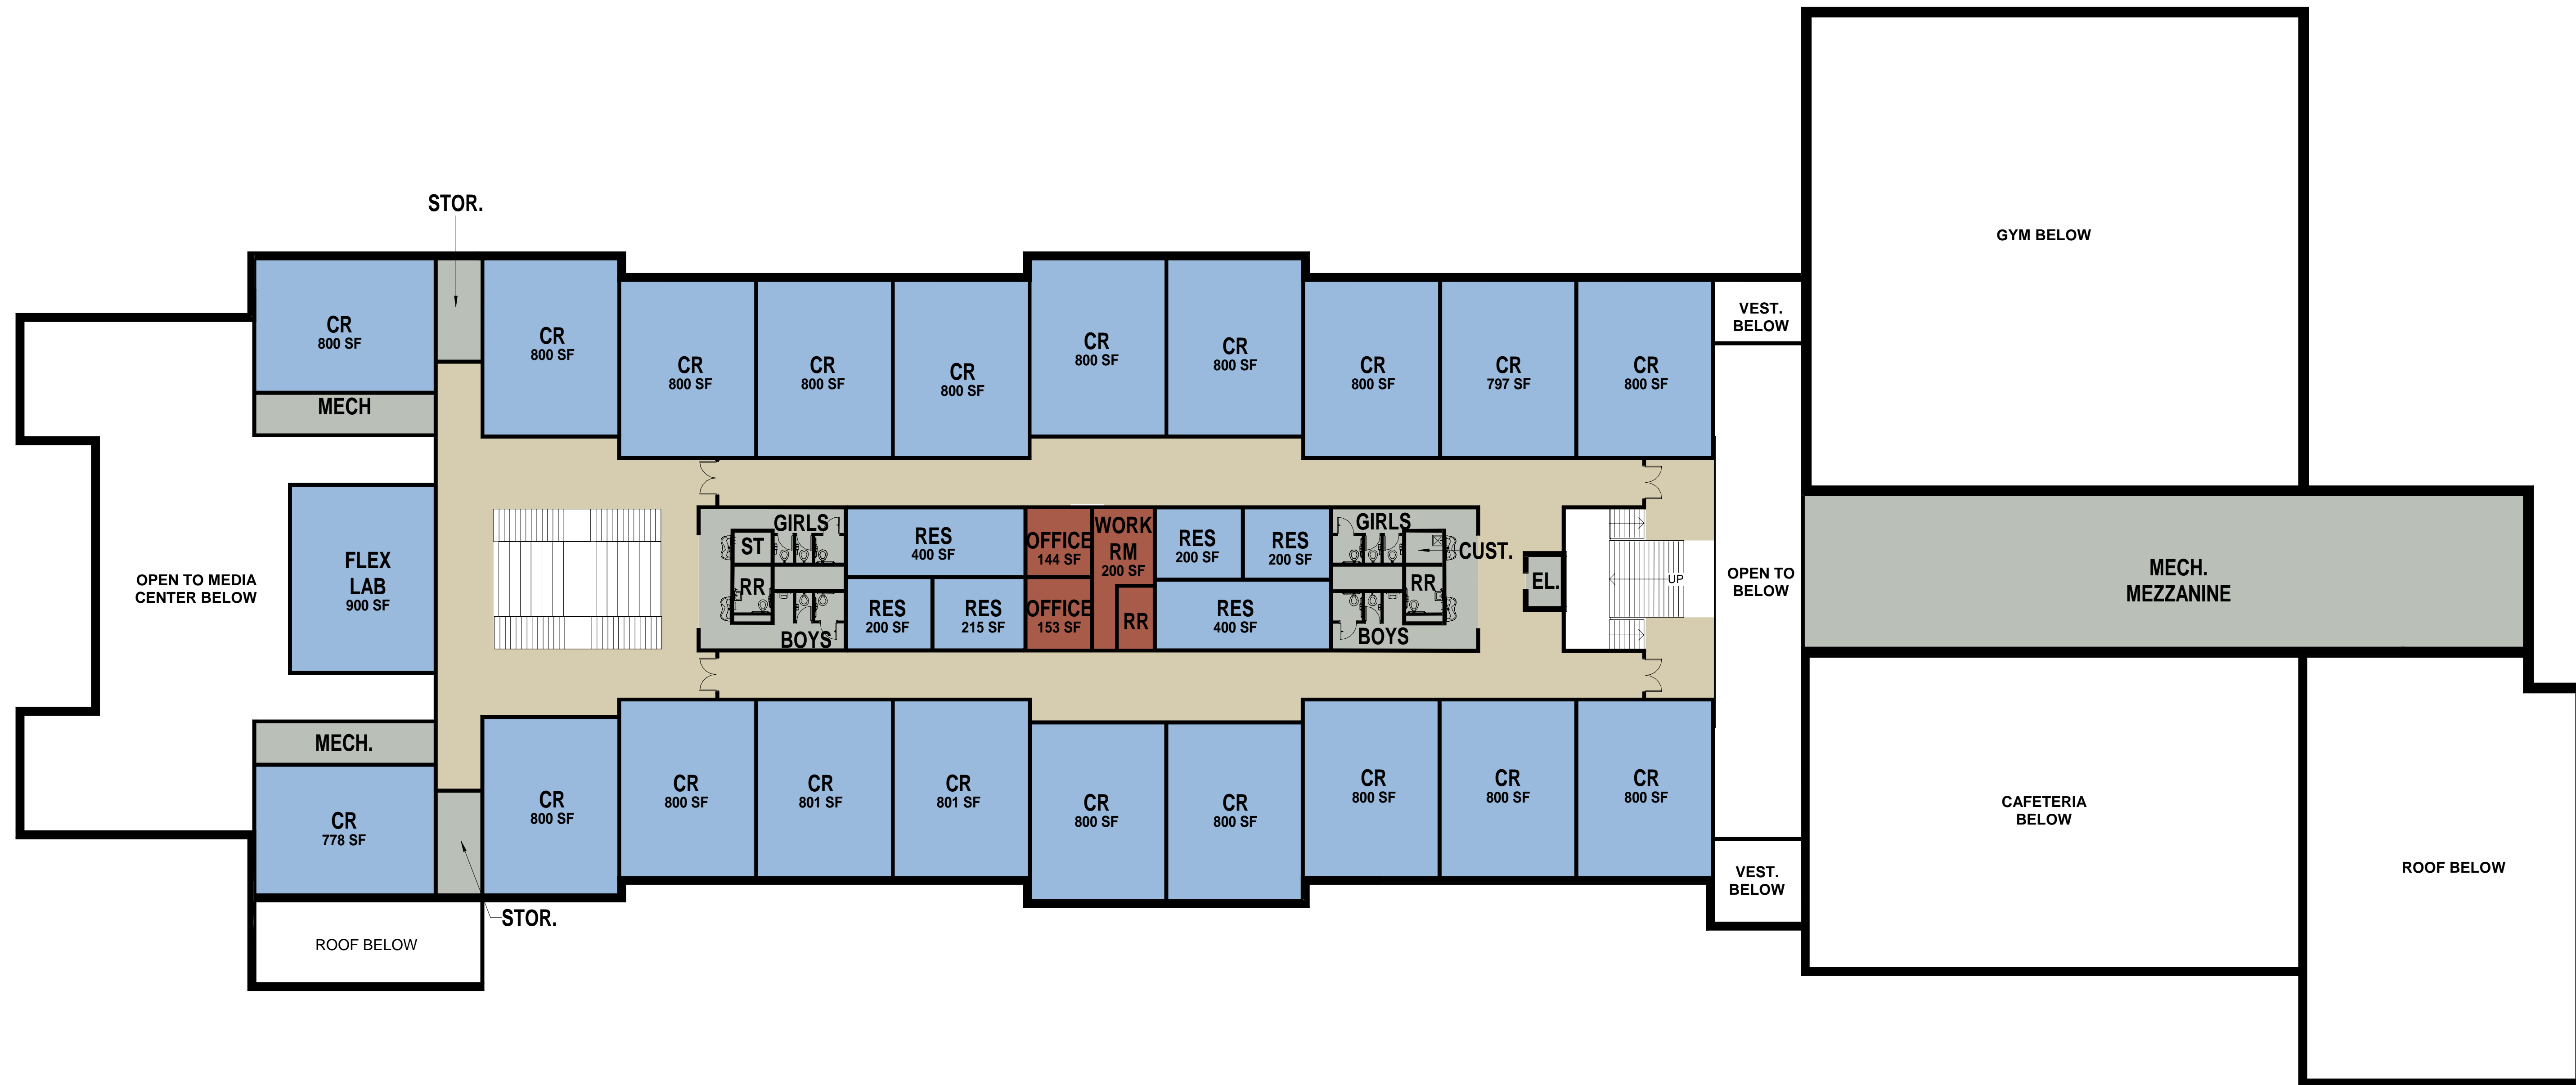 STOR.
GYM BELOW
CR
800 SF
MECH
CR
800 SF
CR
800 SF
CR
800 SF
CR
800 SF
CR
800 SF
CR
800 SF
CR
800 SF
CR
797 SF
CR
800 SF
VEST.
BELOW
OPEN TO MEDIA
CENTER BELOW
FLEX
LAB
900 SF
GIRLS
ST
RR
BOYS
RES
400 SF
RES
200 SF
RES
215 SF
OFFICE
144 SF
OFFICE
153 SF
WORK
RM
200 SF
RR
RES
200 SF
RES
200 SF
RES
400 SF
GIRLS
CUST.
RR
BOYS
EL.
UP
OPEN TO
BELOW
MECH.
MEZZANINE
MECH.
CR
778 SF
CR
800 SF
CR
800 SF
CR
801 SF
CR
801 SF
CR
800 SF
CR
800 SF
CR
800 SF
CR
800 SF
CR
800 SF
VEST.
BELOW
CAFETERIA
BELOW
ROOF BELOW
STOR.
ROOF BELOW